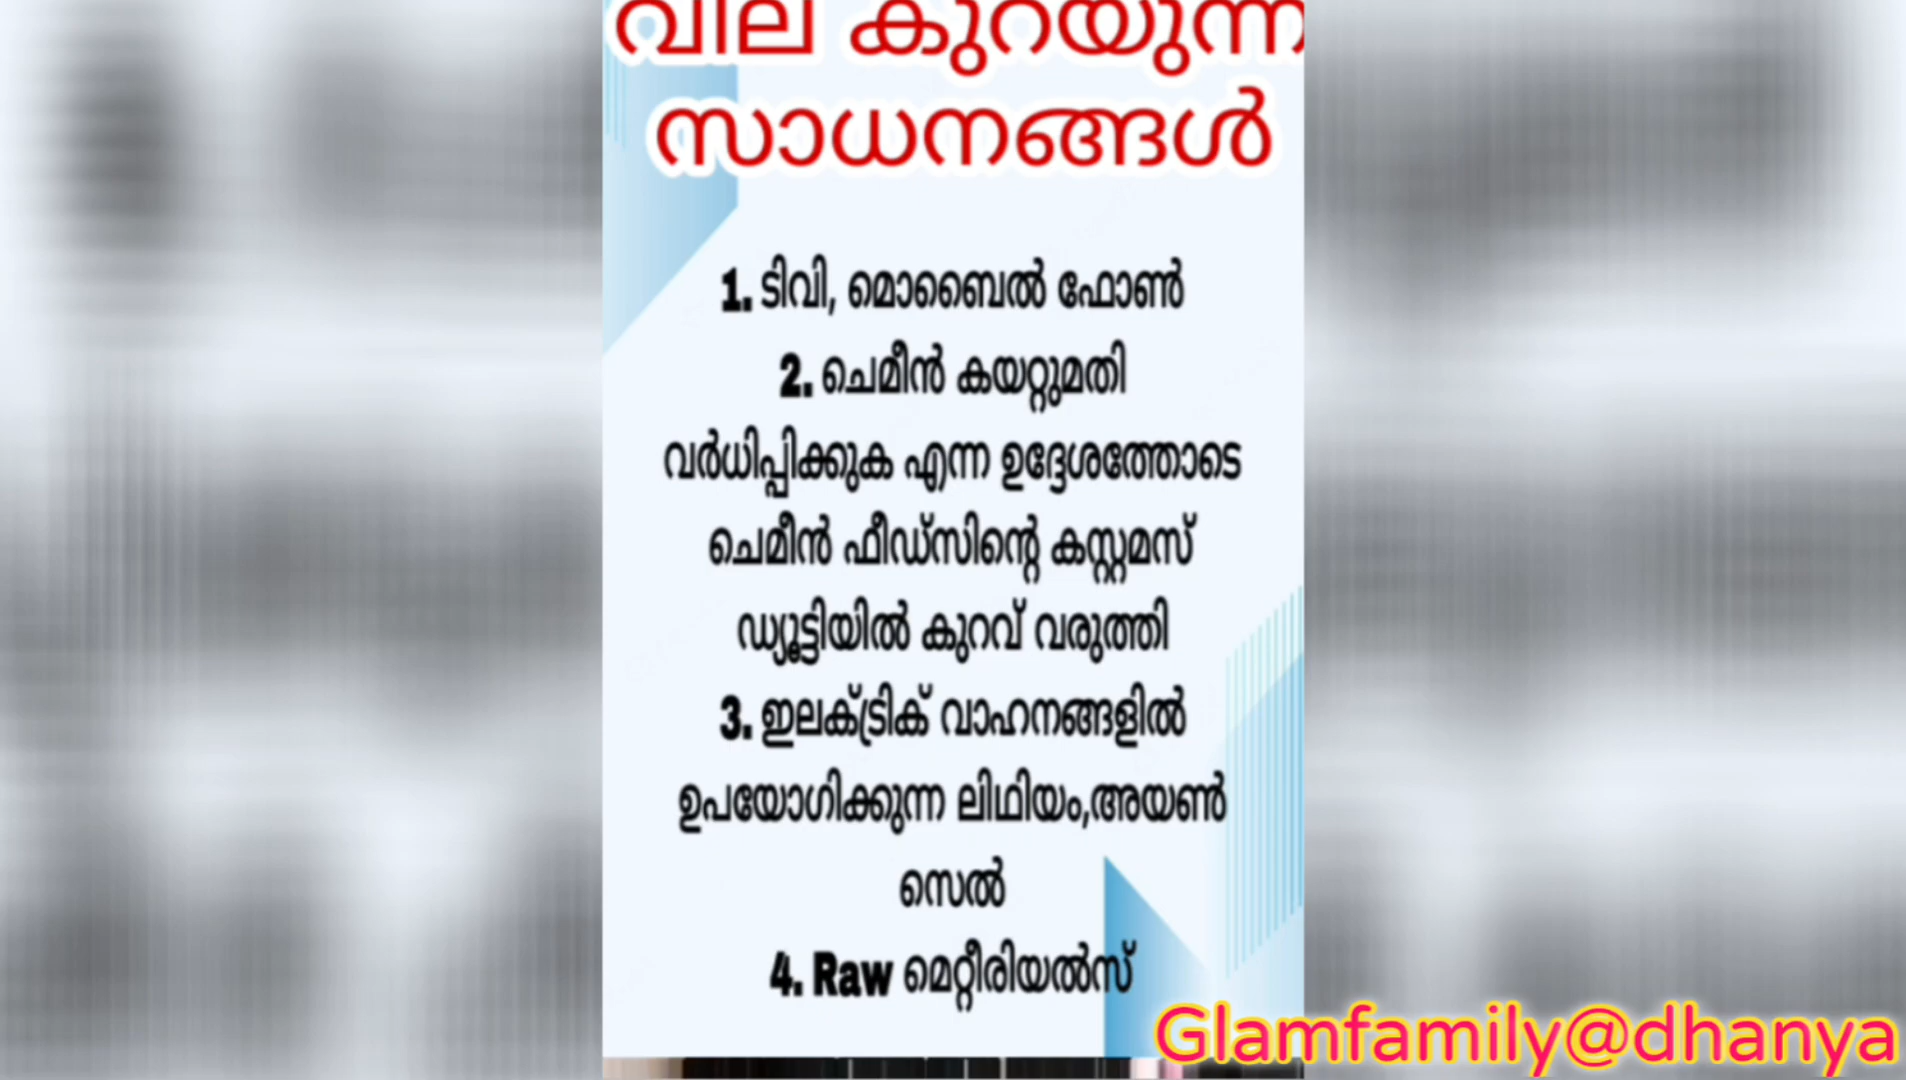 വില കുറയുന്ന
സാധനങ്ങൾ
1. ടിവി, മൊബൈൽ ഫോൺ
2. ചെമീൻ കയറ്റുമതി
വർധിപ്പിക്കുക എന്ന ഉദ്ദേശത്തോടെ
ചെമീൻ ഫീഡ്സിന്റെ കസ്റ്റമസ്
ഡ്യൂട്ടിയിൽ കുറവ് വരുത്തി
3. ഇലക്ട്രിക് വാഹനങ്ങളിൽ
ഉപയോഗിക്കുന്ന ലിഥിയം,അയൺ
സെൽ
4. Raw മെറ്റീരിയൽസ്
Glamfamily@dhanya